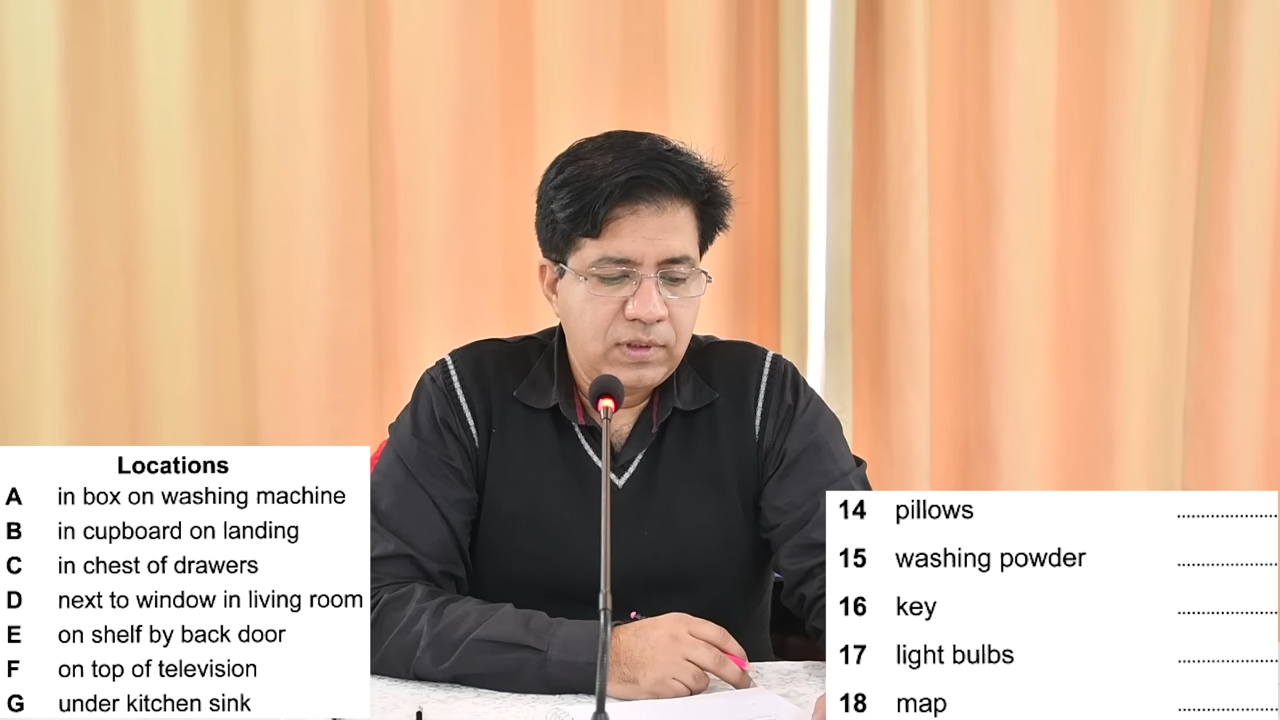 Locations
A in box on washing machine
B in cupboard on landing
C in chest of drawers
D next to window in living room
E on shelf by back door
F on top of television
G under kitchen sink
14 pillows ......................
15 washing powder ......................
16 key ......................
17 light bulbs ......................
18 map ......................